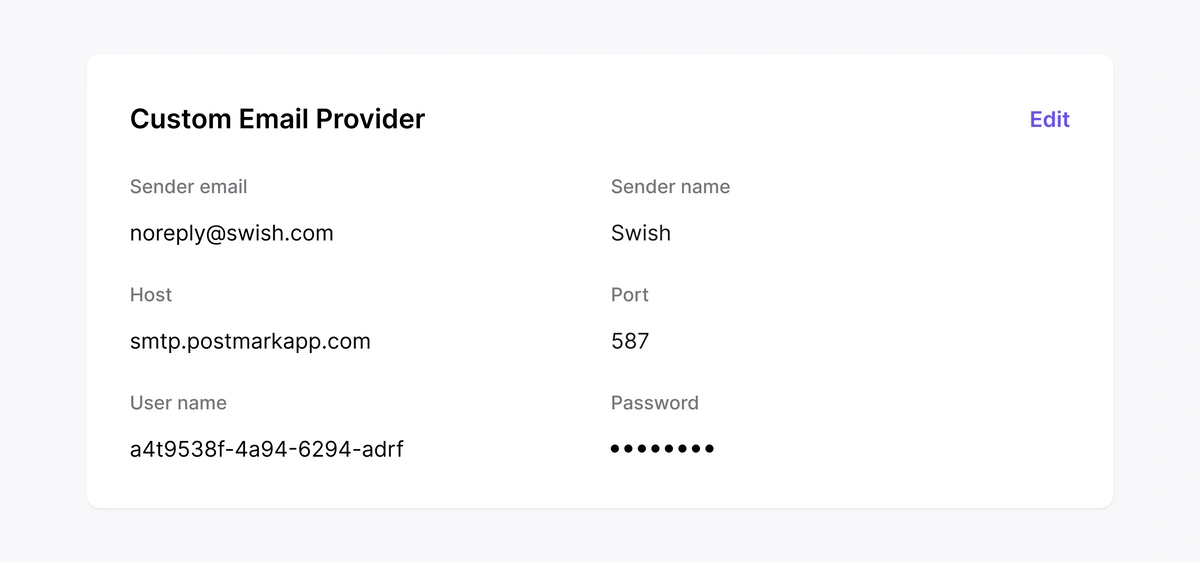 Custom Email Provider
Edit
Sender email
Sender name
noreply@swish.com
Swish
Host
Port
smtp.postmarkapp.com
587
User name
Password
a4t9538f-4a94-6294-adrf
••••••••